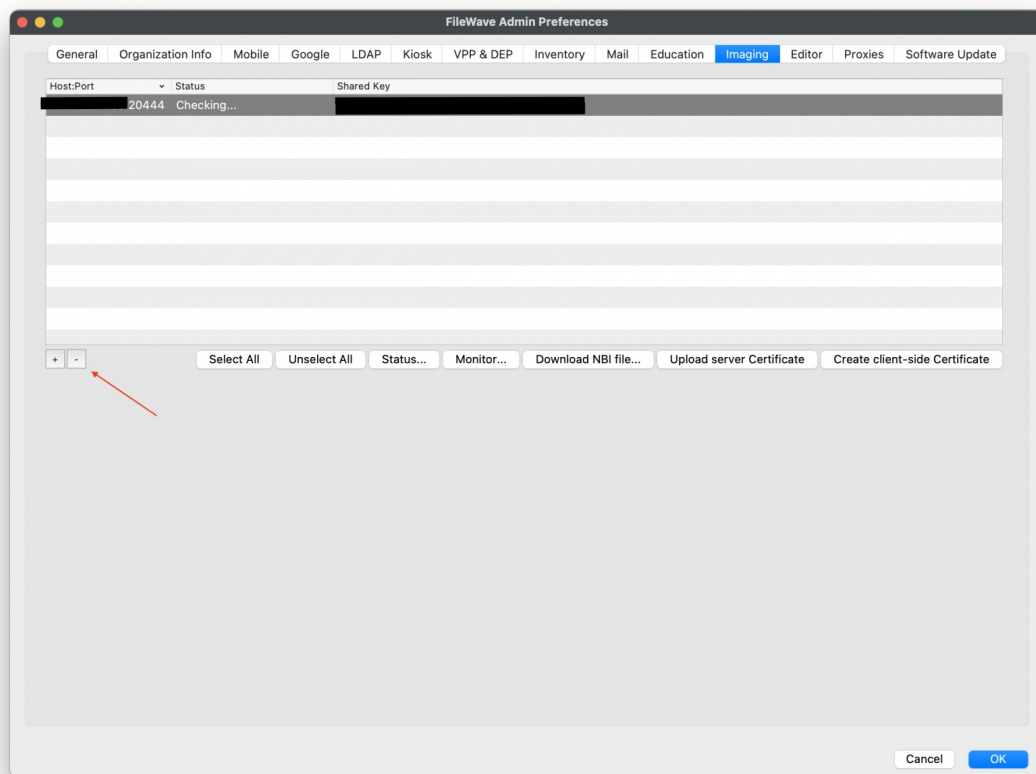 FileWave Admin Preferences
General Organization Info Mobile Google LDAP Kiosk VPP & DEP Inventory Mail Education Imaging Editor Proxies Software Update
Host:Port Status Shared Key
20444 Checking...
+ - Select All Unselect All Status... Monitor... Download NBI file... Upload server Certificate Create client-side Certificate
Cancel OK